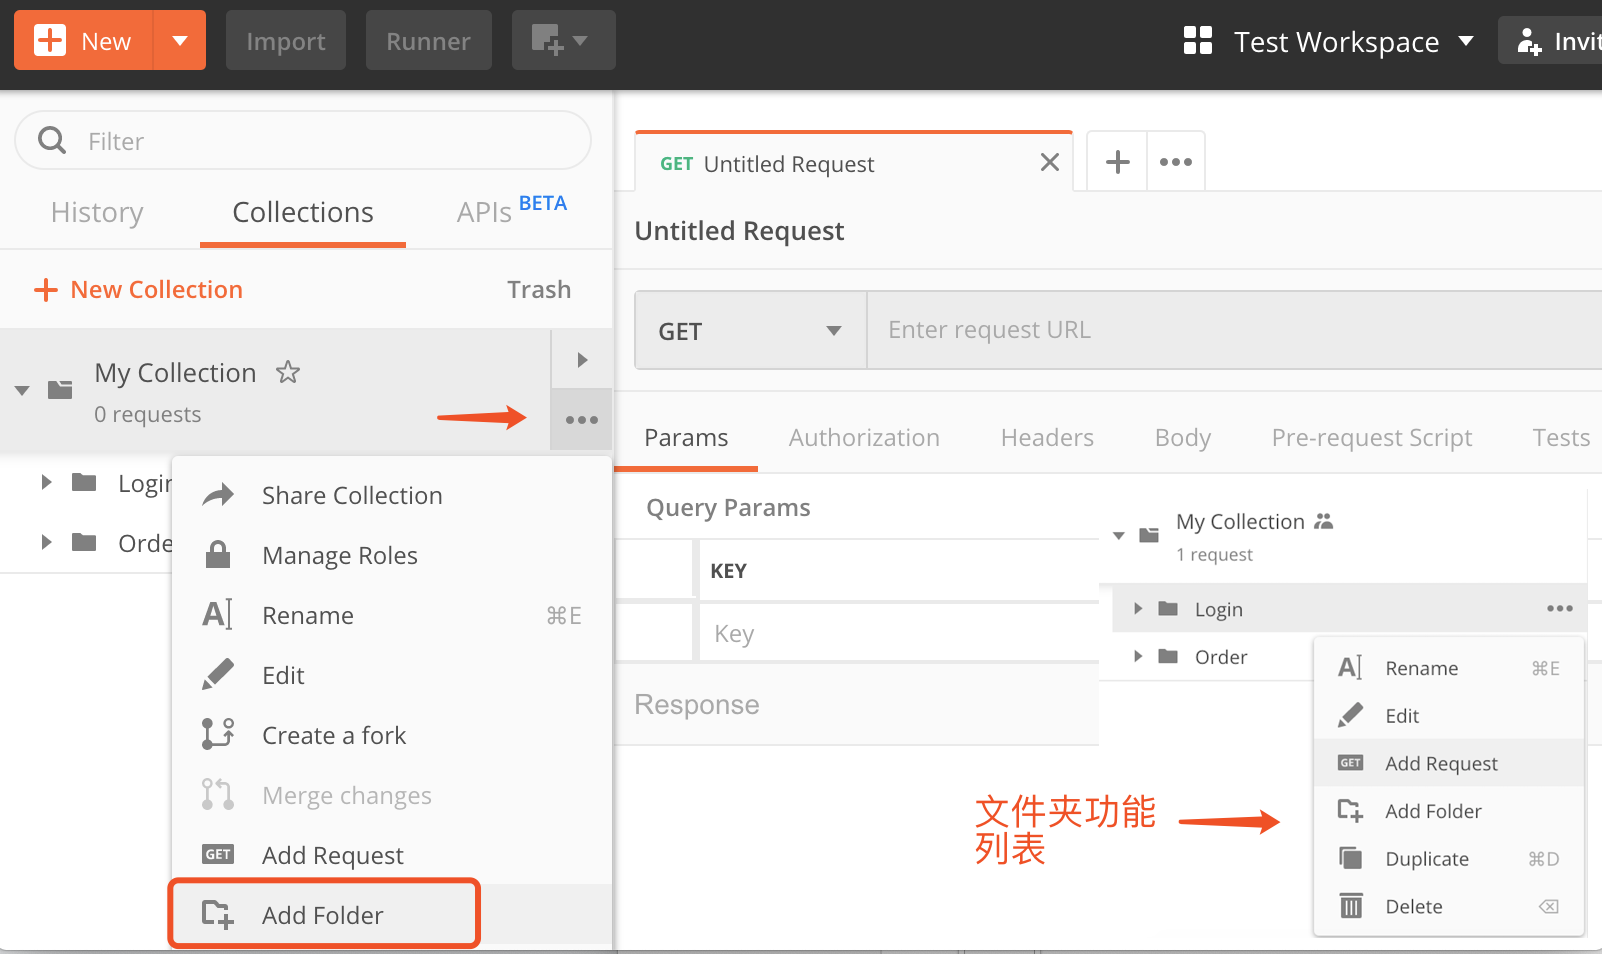 New
Import
Runner
Test Workspace
Invit
Filter
History
Collections
APIs BETA
New Collection
Trash
My Collection
0 requests
Login
Orde
Share Collection
Manage Roles
Rename ⌘E
Edit
Create a fork
Merge changes
GET Add Request
Add Folder
GET Untitled Request
Untitled Request
GET
Enter request URL
Params
Authorization
Headers
Body
Pre-request Script
Tests
Query Params
KEY
Key
Response
My Collection
1 request
Login
Order
Rename ⌘E
Edit
GET Add Request
Add Folder
Duplicate ⌘D
Delete ⌫
文件夹功能
列表